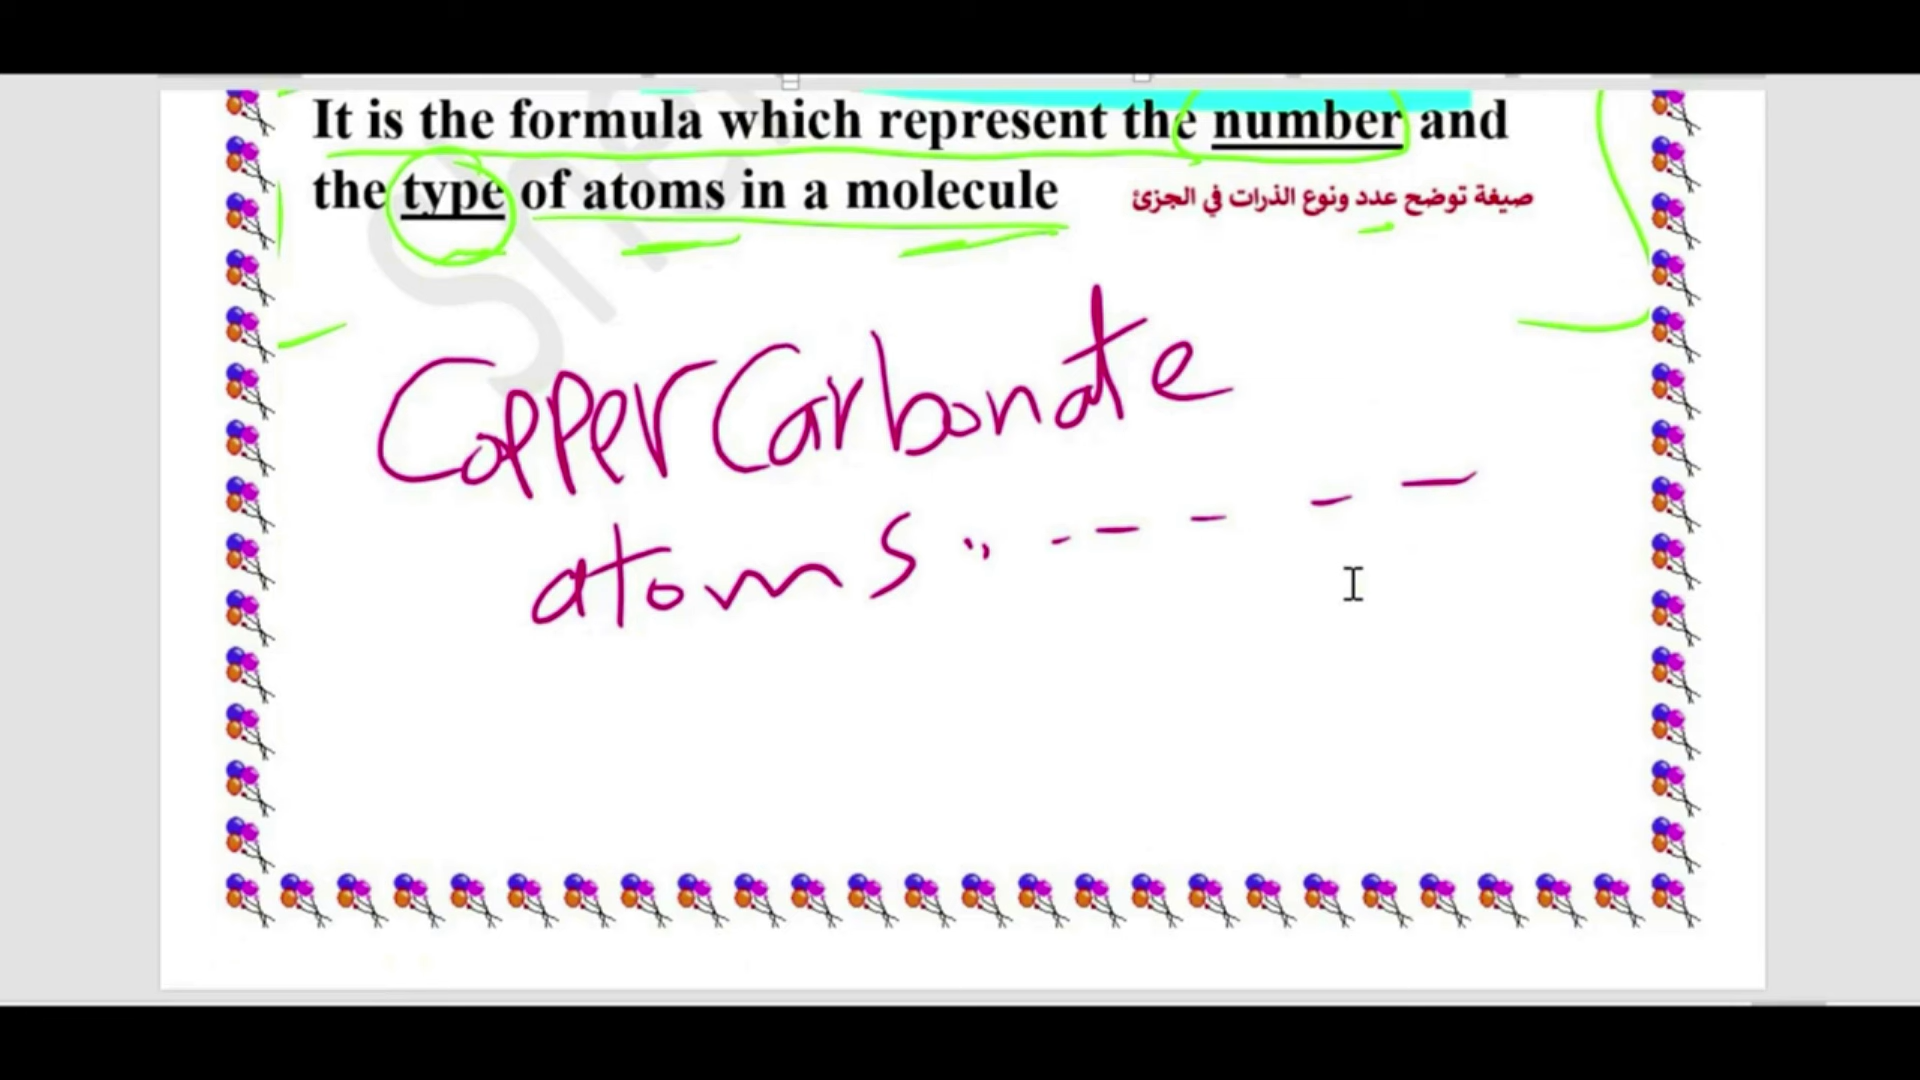 It is the formula which represent the number and
the type of atoms in a molecule صيغة توضح عدد ونوع الذرات في الجزئ
Copper Carbonate
atoms